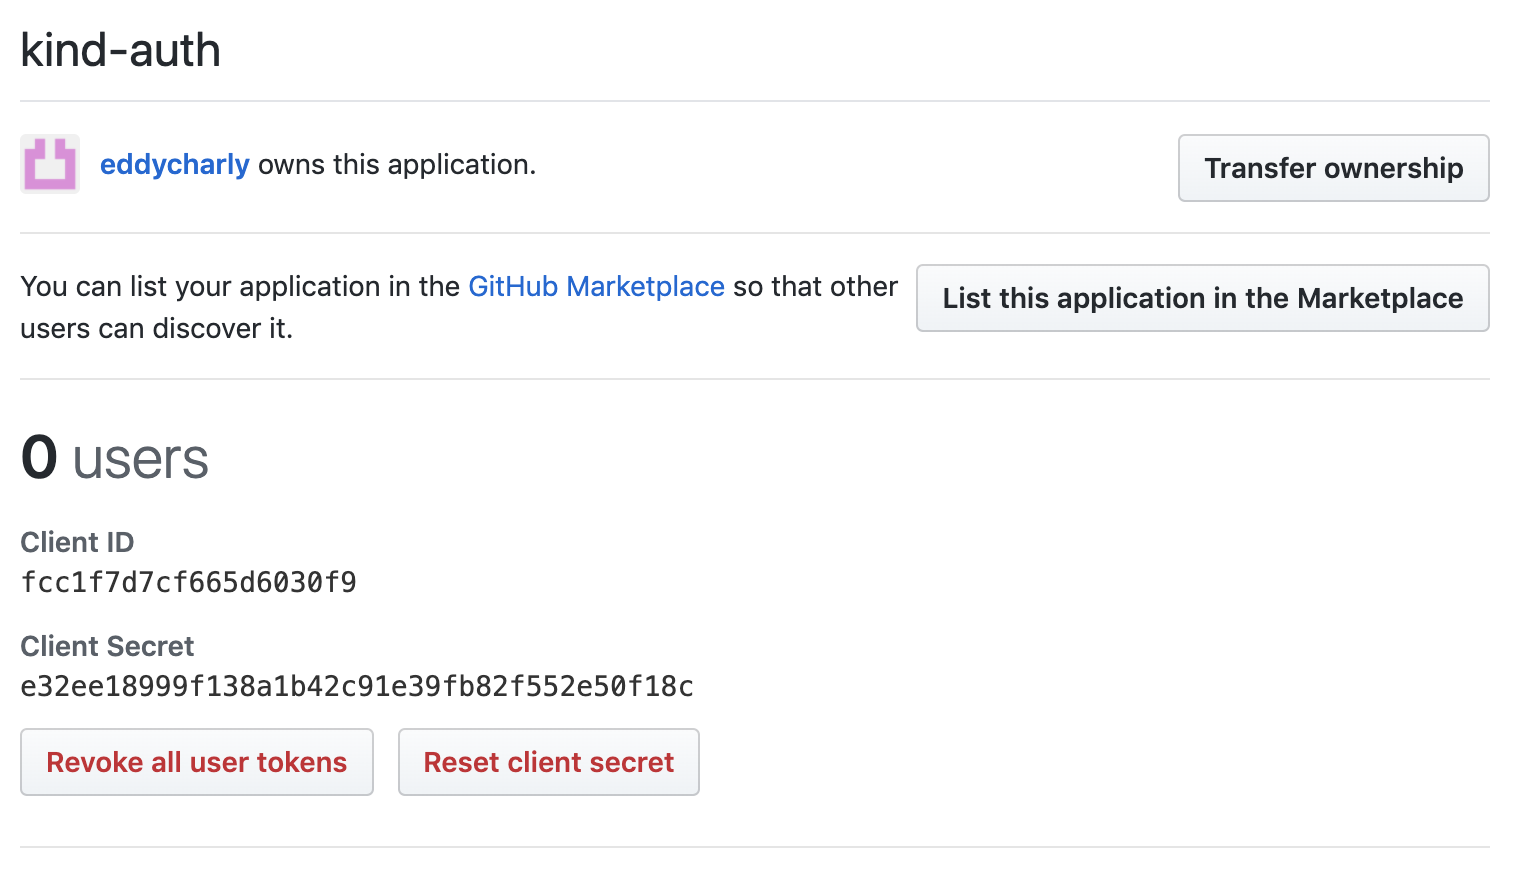 kind-auth
eddycharly owns this application.
Transfer ownership
You can list your application in the GitHub Marketplace so that other
users can discover it.
List this application in the Marketplace
0 users
Client ID
fcc1f7d7cf665d6030f9
Client Secret
e32ee18999f138a1b42c91e39fb82f552e50f18c
Revoke all user tokens
Reset client secret